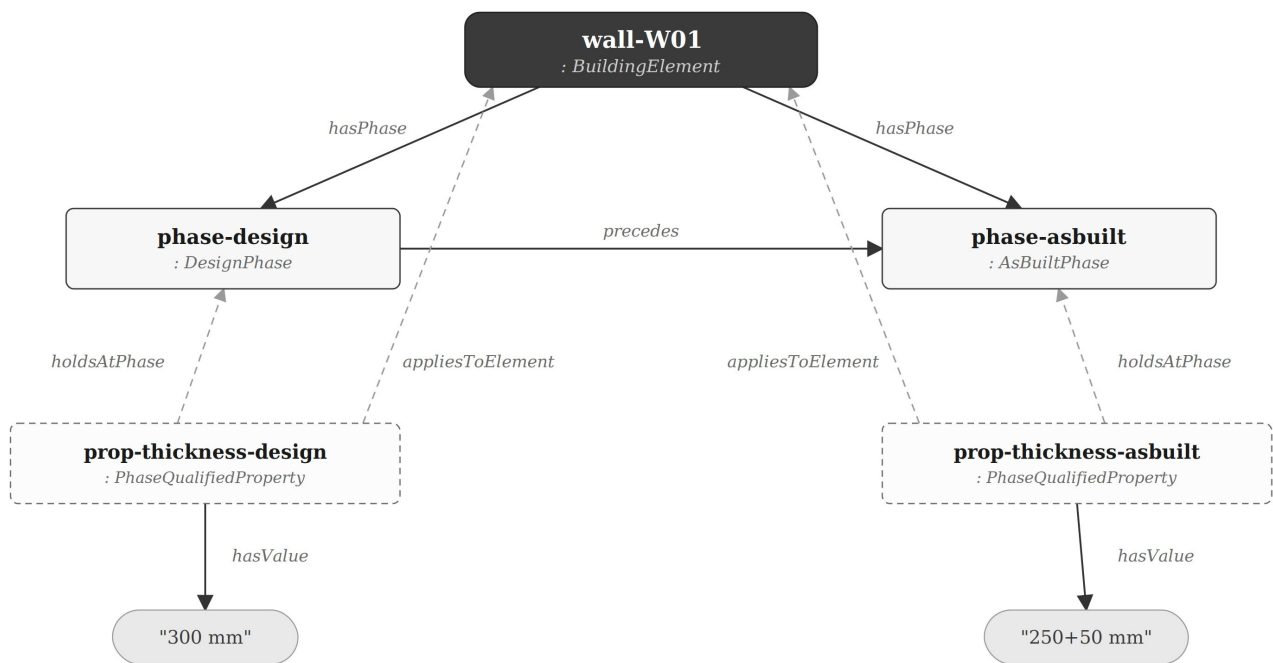 wall-W01
: BuildingElement
hasPhase
hasPhase
phase-design
: DesignPhase
precedes
phase-asbuilt
: AsBuiltPhase
holdsAtPhase
appliesToElement
appliesToElement
holdsAtPhase
prop-thickness-design
: PhaseQualifiedProperty
prop-thickness-asbuilt
: PhaseQualifiedProperty
hasValue
hasValue
"300 mm"
"250+50 mm"